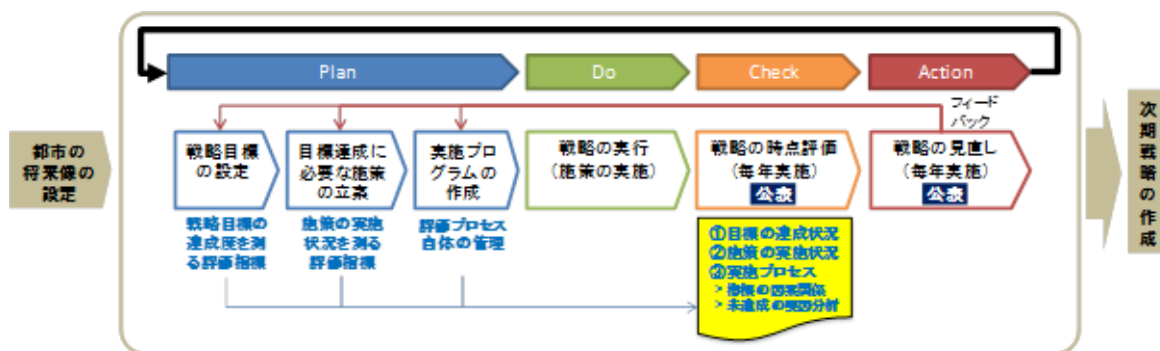 Plan
Do
Check
Action
フィード
バック
都市の
将来像の
設定
戦略目標
の設定
目標達成に
必要な施策
の立案
実施プロ
グラムの
作成
戦略の実行
(施策の実施)
戦略の時点評価
(毎年実施)
公表
戦略の見直し
(毎年実施)
公表
次期戦略の作成
戦略目標の
達成度を測
る評価指標
施策の実施
状況を測る
評価指標
評価プロセス
自体の管理
①目標の達成状況
②施策の実施状況
③実施プロセス
> 指標の因果関係
> 未達成の要因分析